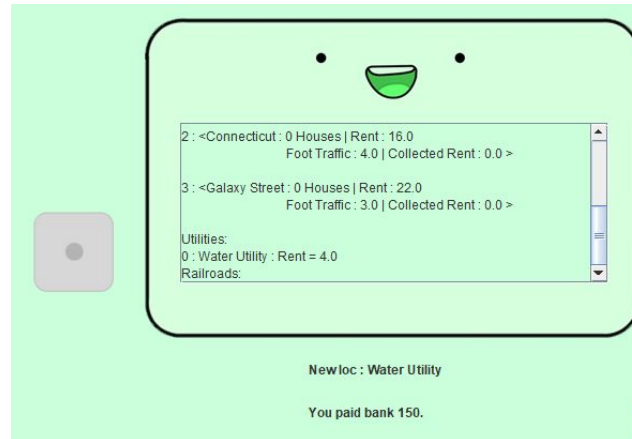 2 : <Connecticut : 0 Houses | Rent : 16.0
Foot Traffic : 4.0 | Collected Rent : 0.0 >
3 : <Galaxy Street : 0 Houses | Rent : 22.0
Foot Traffic : 3.0 | Collected Rent : 0.0 >
Utilities:
0 : Water Utility : Rent = 4.0
Railroads:
New loc : Water Utility
You paid bank 150.